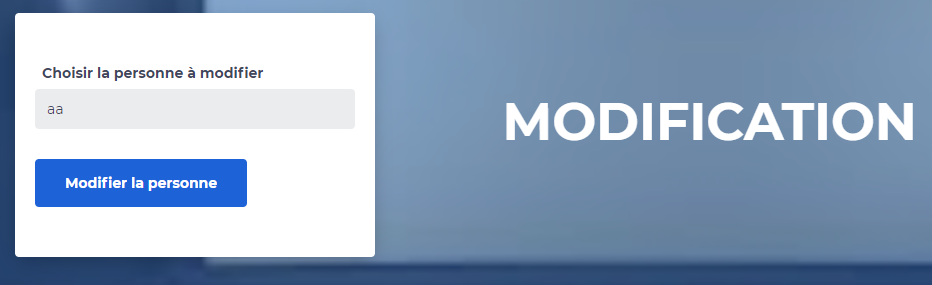 Choisir la personne à modifier
aa
Modifier la personne
MODIFICATION